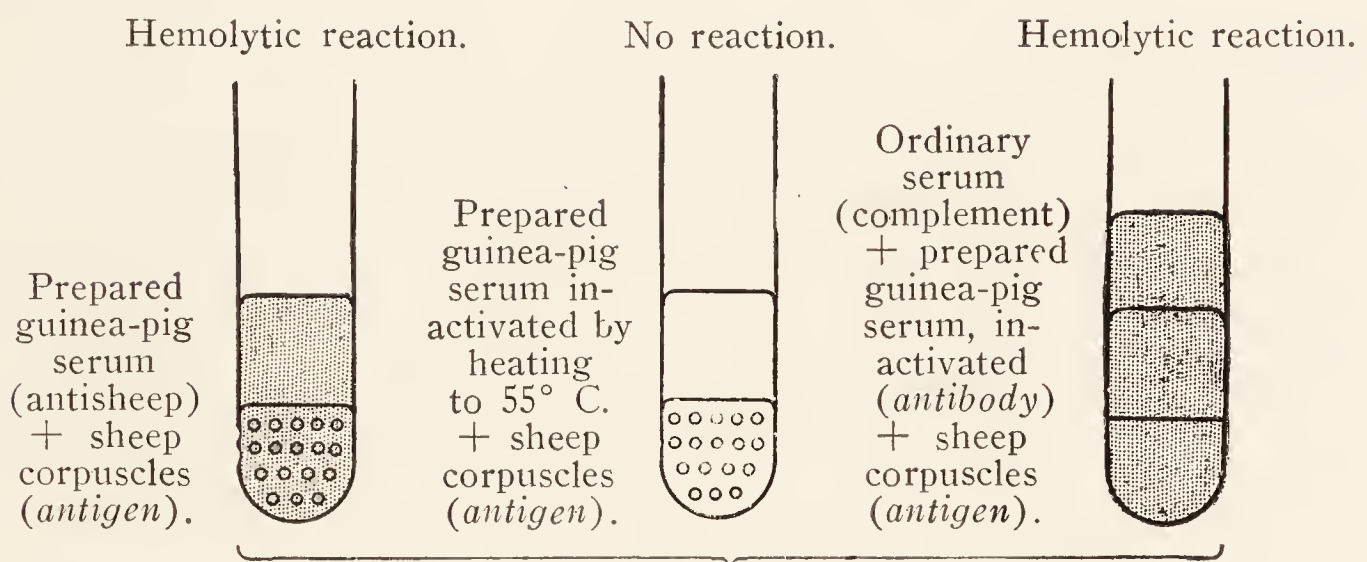 Hemolytic reaction.
No reaction.
Hemolytic reaction.
Prepared
guinea-pig
serum
(antisheep)
+ sheep
corpuscles
(antigen).
Prepared
guinea-pig
serum in-
activated by
heating
to 55° C.
+ sheep
corpuscles
(antigen).
Ordinary
serum
(complement)
+ prepared
guinea-pig
serum, in-
activated
(antibody)
+ sheep
corpuscles
(antigen).